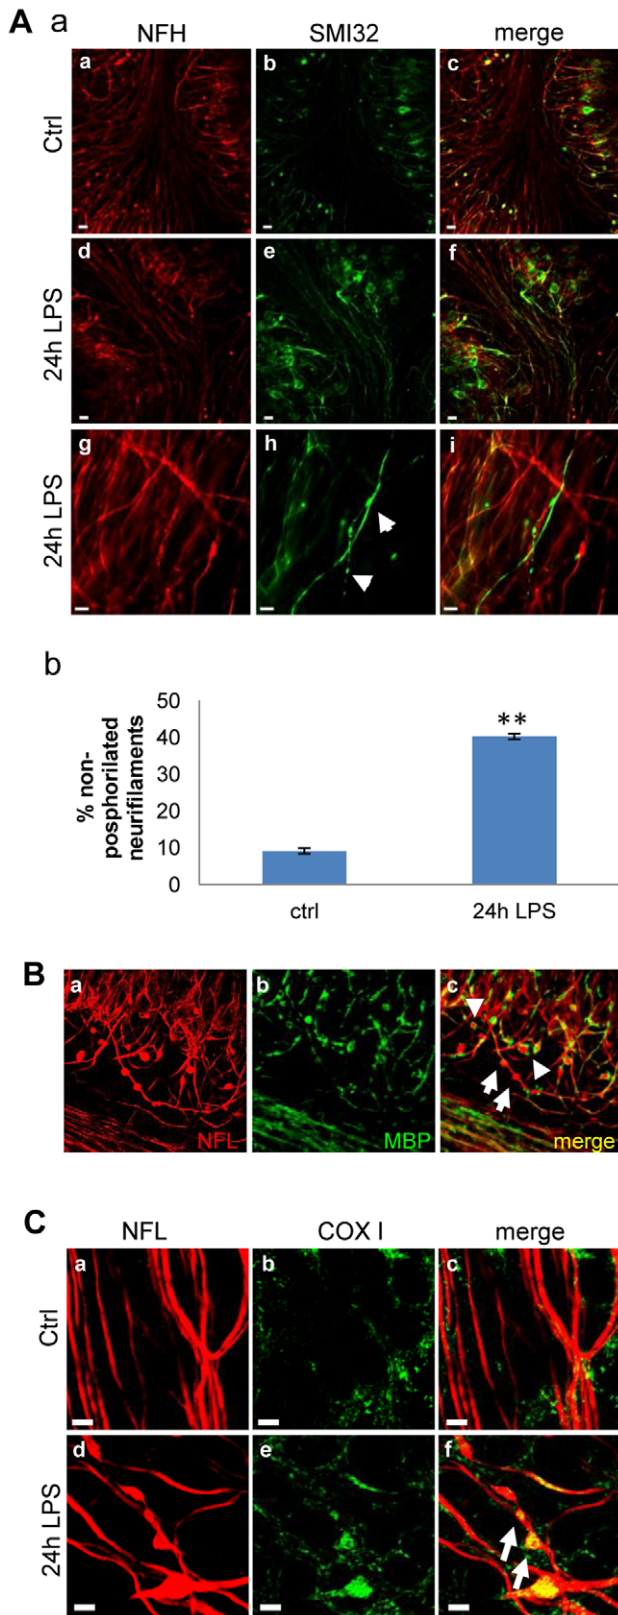 A a
NFH SMI32 merge
Ctrl
a b c
24h LPS
d e f
24h LPS
g h i
b
% non-
posphorilated
neurifilaments
50
40
30
20
10
0
**
ctrl 24h LPS
B
a b c
NFL MBP merge
C
NFL COX I merge
Ctrl
a b c
24h LPS
d e f